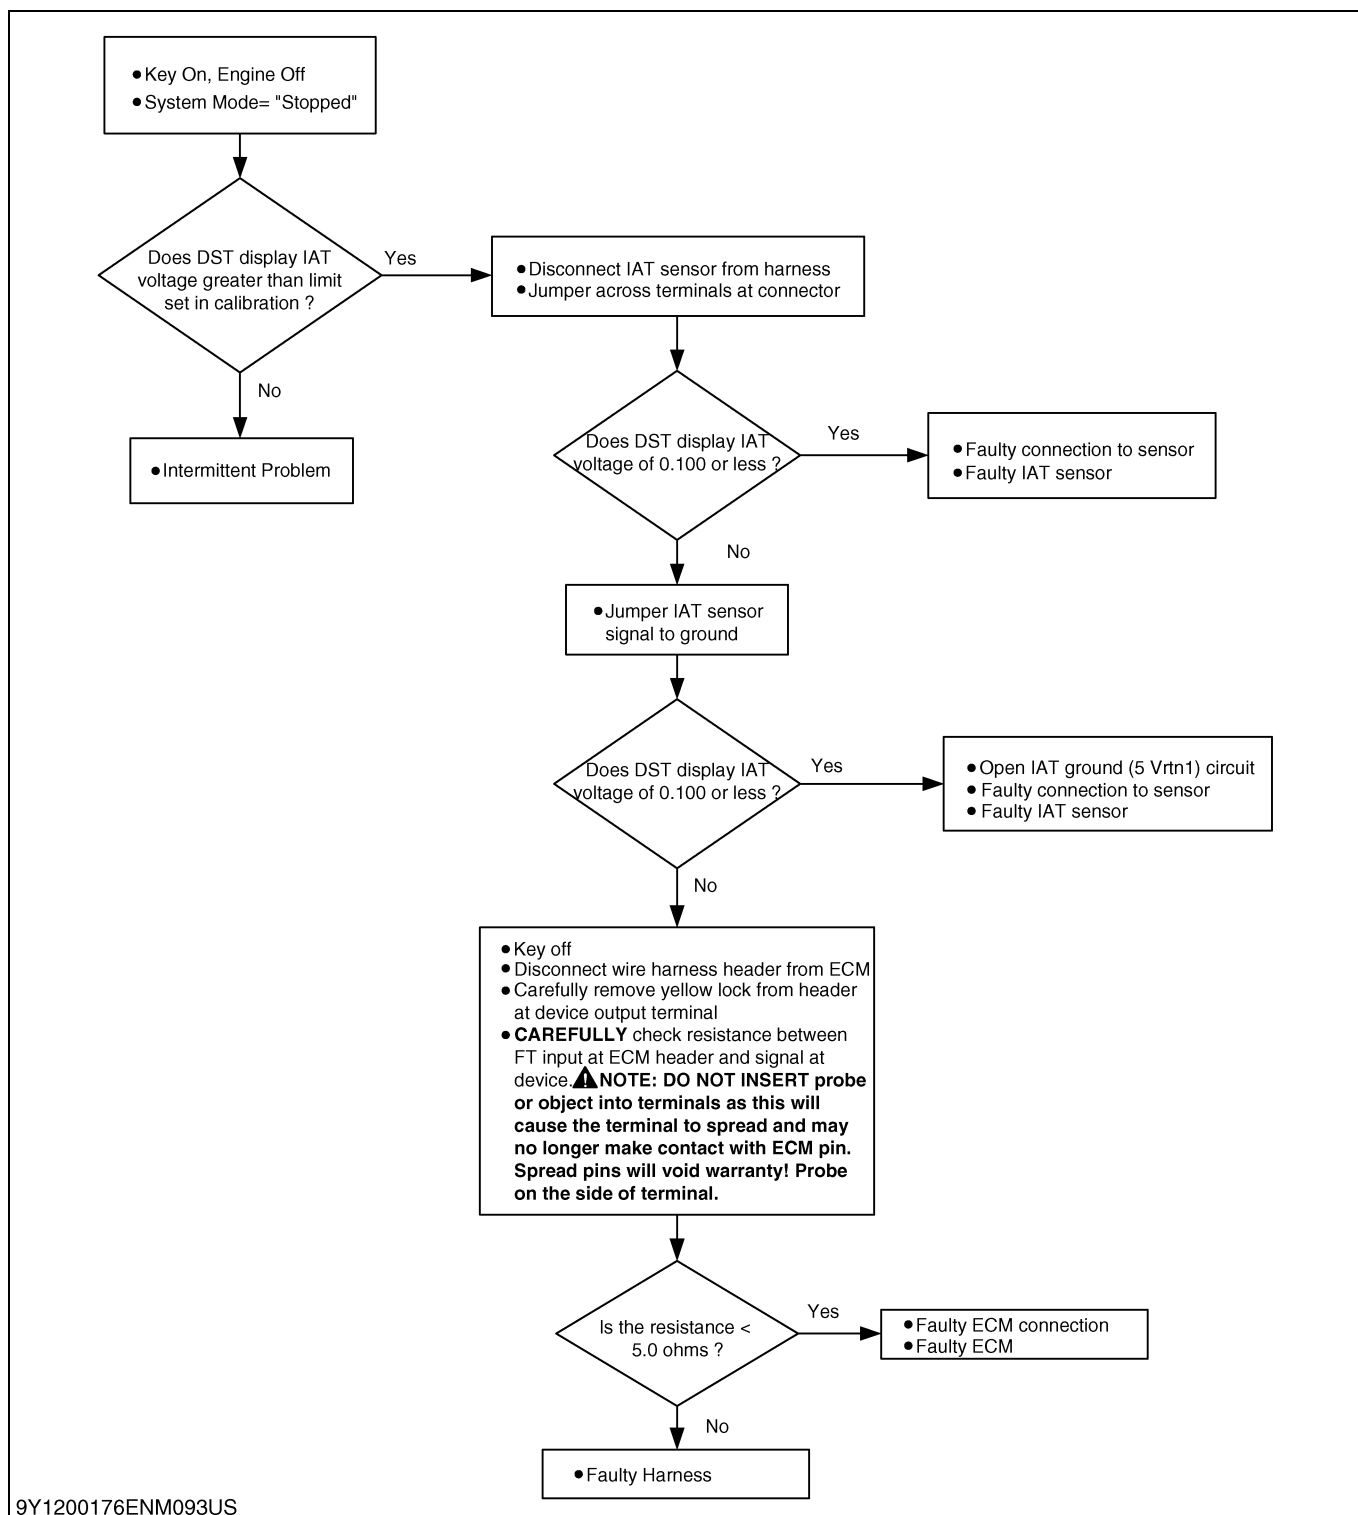 ●Key On, Engine Off
●System Mode= "Stopped"
Does DST display IAT
voltage greater than limit
set in calibration ?
Yes
●Disconnect IAT sensor from harness
●Jumper across terminals at connector
No
●Intermittent Problem
Does DST display IAT
voltage of 0.100 or less ?
Yes
●Faulty connection to sensor
●Faulty IAT sensor
No
●Jumper IAT sensor
signal to ground
Does DST display IAT
voltage of 0.100 or less ?
Yes
●Open IAT ground (5 Vrtn1) circuit
●Faulty connection to sensor
●Faulty IAT sensor
No
●Key off
●Disconnect wire harness header from ECM
●Carefully remove yellow lock from header
at device output terminal
●CAREFULLY check resistance between
FT input at ECM header and signal at
device.⚠NOTE: DO NOT INSERT probe
or object into terminals as this will
cause the terminal to spread and may
no longer make contact with ECM pin.
Spread pins will void warranty! Probe
on the side of terminal.
Is the resistance <
5.0 ohms ?
Yes
●Faulty ECM connection
●Faulty ECM
No
●Faulty Harness
9Y1200176ENM093US